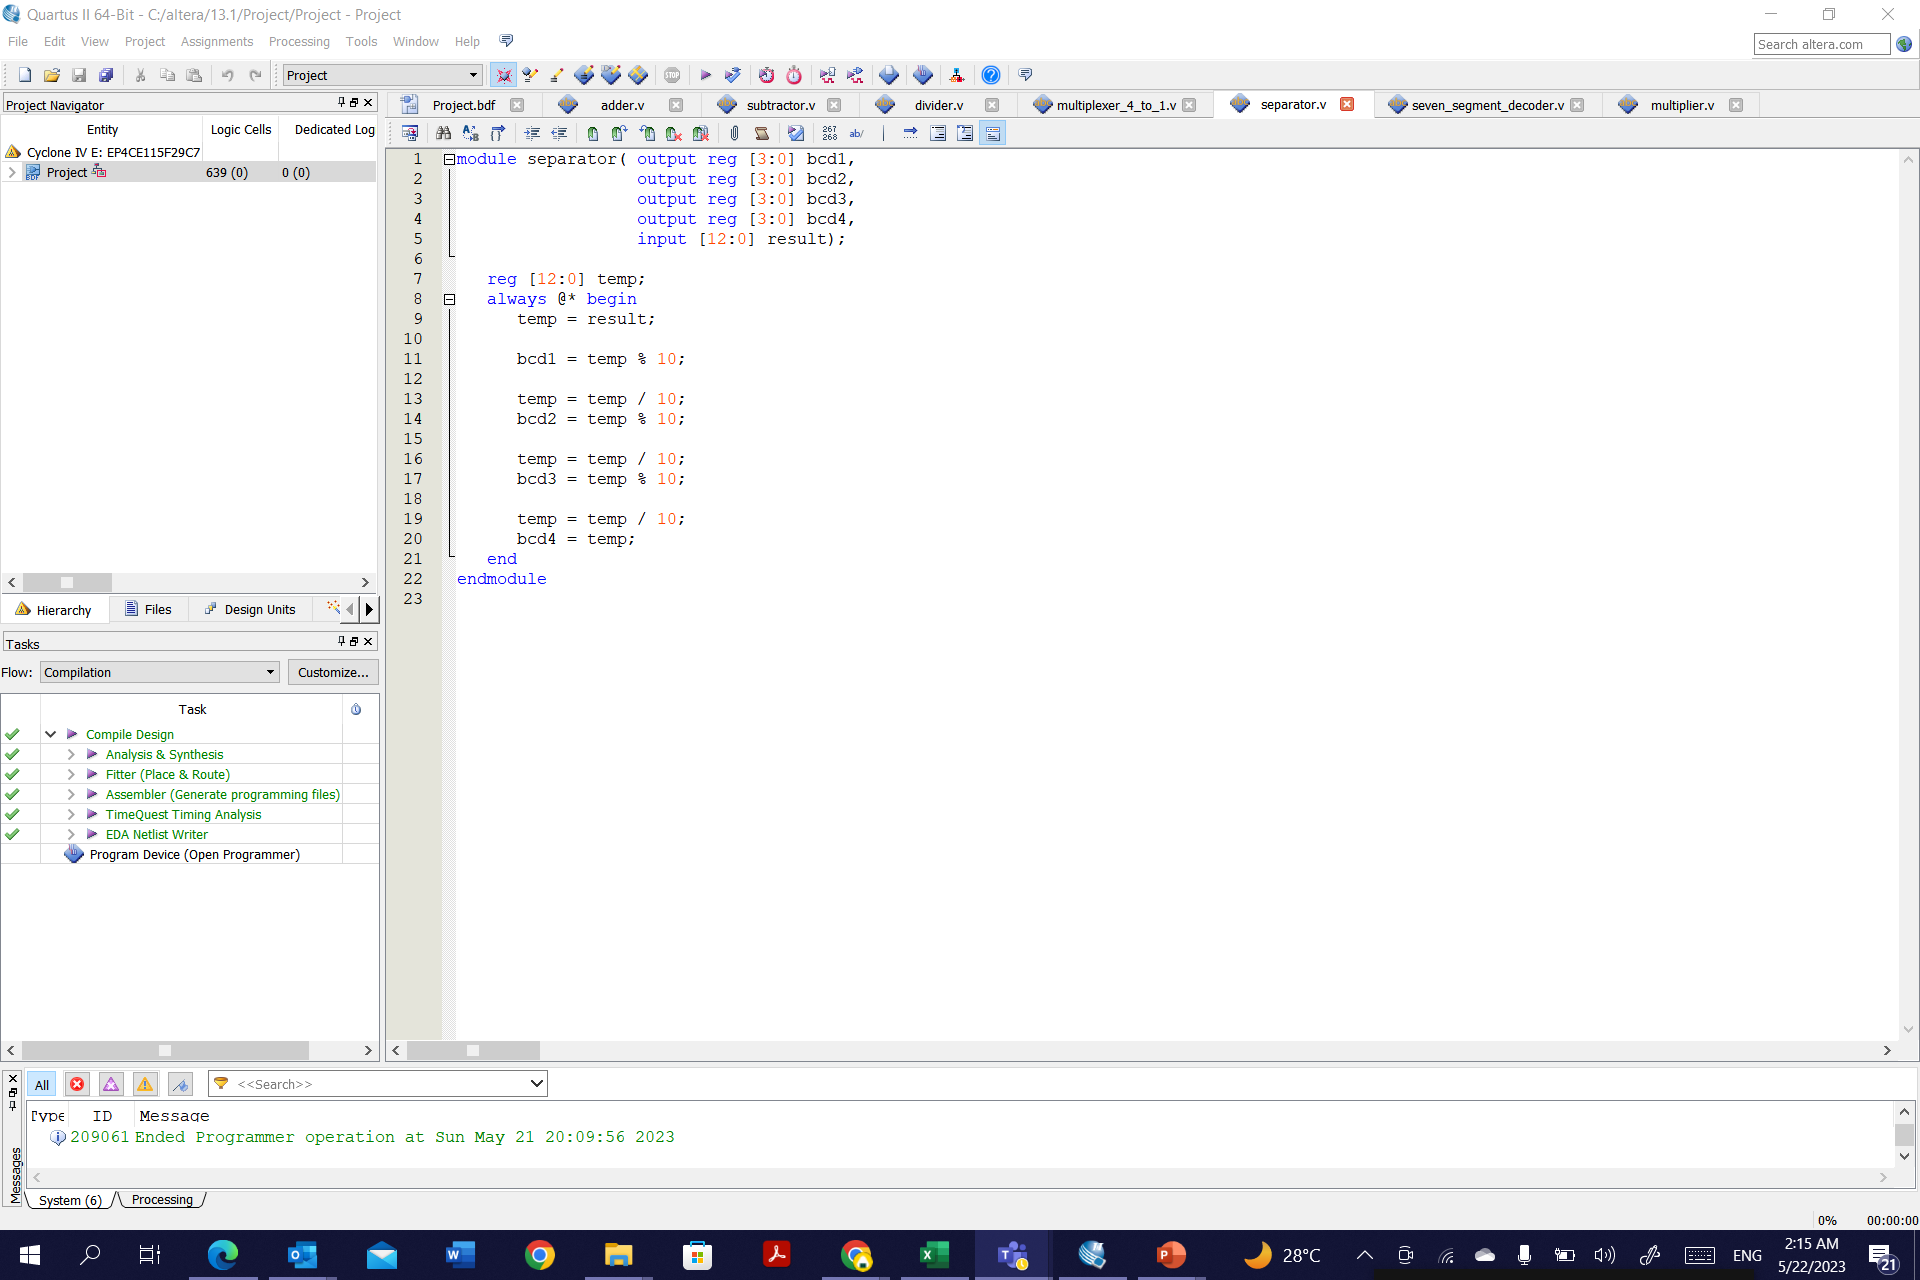 Quartus II 64-Bit - C:/altera/13.1/Project/Project - Project
File Edit View Project Assignments Processing Tools Window Help
Search altera.com
Project
Project Navigator
Project.bdf adder.v subtractor.v divider.v multiplexer_4_to_1.v separator.v seven_segment_decoder.v multiplier.v
Entity Logic Cells Dedicated Log
Cyclone IV E: EP4CE115F29C7
Project 639 (0) 0 (0)
267
268
ab/
1 module separator( output reg [3:0] bcd1,
2 output reg [3:0] bcd2,
3 output reg [3:0] bcd3,
4 output reg [3:0] bcd4,
5 input [12:0] result);
6
7 reg [12:0] temp;
8 always @* begin
9 temp = result;
10
11 bcd1 = temp % 10;
12
13 temp = temp / 10;
14 bcd2 = temp % 10;
15
16 temp = temp / 10;
17 bcd3 = temp % 10;
18
19 temp = temp / 10;
20 bcd4 = temp;
21 end
22 endmodule
23
Hierarchy Files Design Units
Tasks
Flow: Compilation Customize...
Task
Compile Design
Analysis & Synthesis
Fitter (Place & Route)
Assembler (Generate programming files)
TimeQuest Timing Analysis
EDA Netlist Writer
Program Device (Open Programmer)
All <<Search>>
Type ID Message
209061 Ended Programmer operation at Sun May 21 20:09:56 2023
Messages
System (6) Processing
0% 00:00:00
28°C ENG 2:15 AM
5/22/2023
21